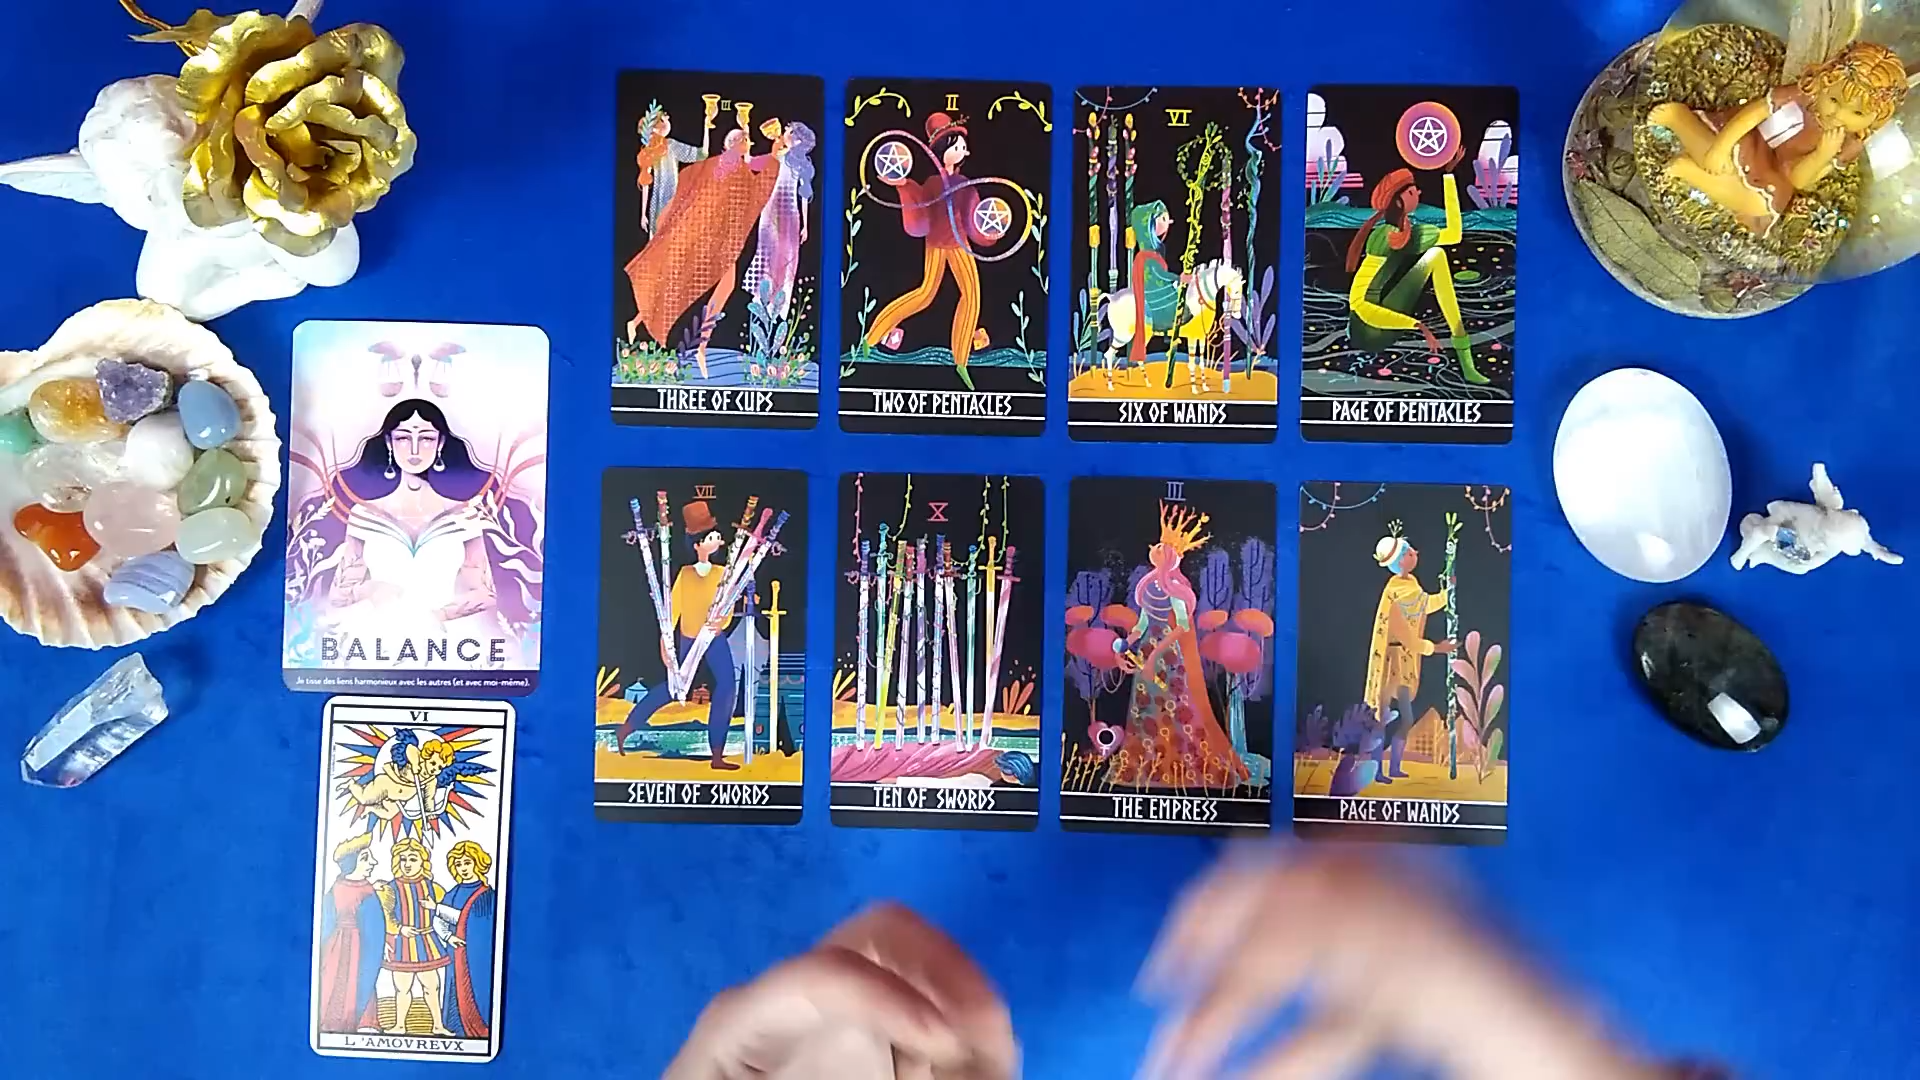 III
THREE OF CUPS
II
TWO OF PENTACLES
VI
SIX OF WANDS
PAGE OF PENTACLES
BALANCE
Je tisse des liens harmonieux avec les autres (et avec moi-même).
VII
SEVEN OF SWORDS
X
TEN OF SWORDS
III
THE EMPRESS
PAGE OF WANDS
VI
L'AMOVREVX